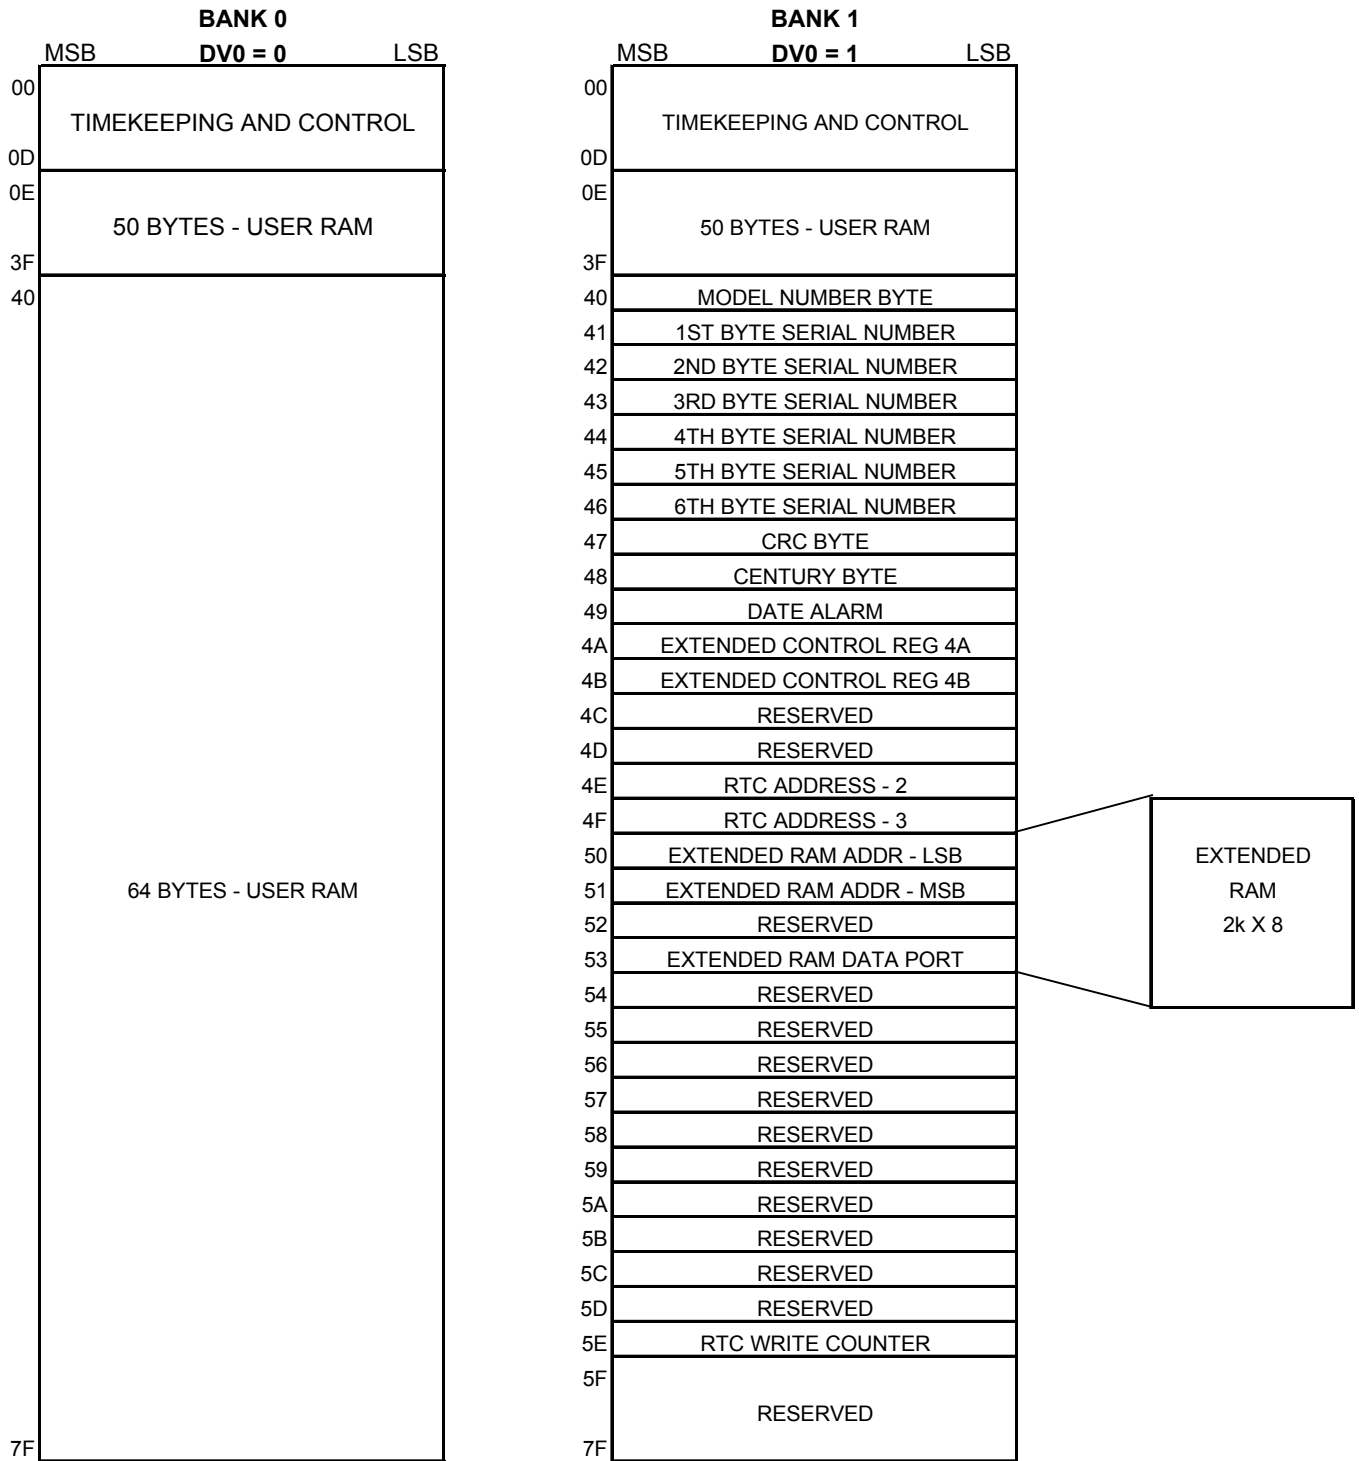 BANK 0
MSB DV0 = 0 LSB
00
TIMEKEEPING AND CONTROL
0D
0E
50 BYTES - USER RAM
3F
40
64 BYTES - USER RAM
7F
BANK 1
MSB DV0 = 1 LSB
00
TIMEKEEPING AND CONTROL
0D
0E
50 BYTES - USER RAM
3F
40 MODEL NUMBER BYTE
41 1ST BYTE SERIAL NUMBER
42 2ND BYTE SERIAL NUMBER
43 3RD BYTE SERIAL NUMBER
44 4TH BYTE SERIAL NUMBER
45 5TH BYTE SERIAL NUMBER
46 6TH BYTE SERIAL NUMBER
47 CRC BYTE
48 CENTURY BYTE
49 DATE ALARM
4A EXTENDED CONTROL REG 4A
4B EXTENDED CONTROL REG 4B
4C RESERVED
4D RESERVED
4E RTC ADDRESS - 2
4F RTC ADDRESS - 3
50 EXTENDED RAM ADDR - LSB
51 EXTENDED RAM ADDR - MSB
52 RESERVED
53 EXTENDED RAM DATA PORT
54 RESERVED
55 RESERVED
56 RESERVED
57 RESERVED
58 RESERVED
59 RESERVED
5A RESERVED
5B RESERVED
5C RESERVED
5D RESERVED
5E RTC WRITE COUNTER
5F
RESERVED
7F
EXTENDED
RAM
2k X 8